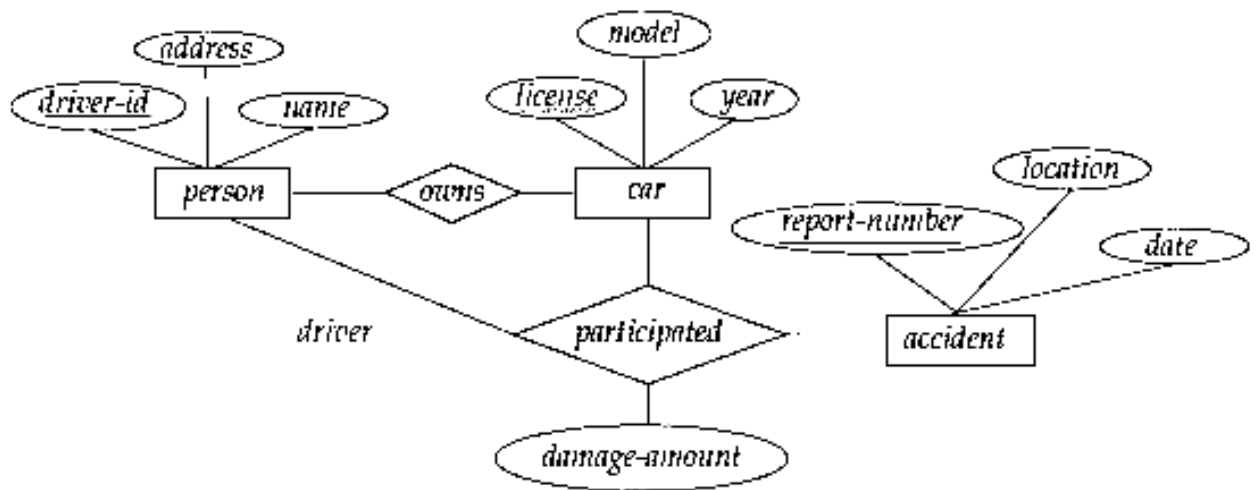 model
address
driver-id
name
license
year
location
person
owns
car
report-number
date
driver
participated
accident
damage-amount